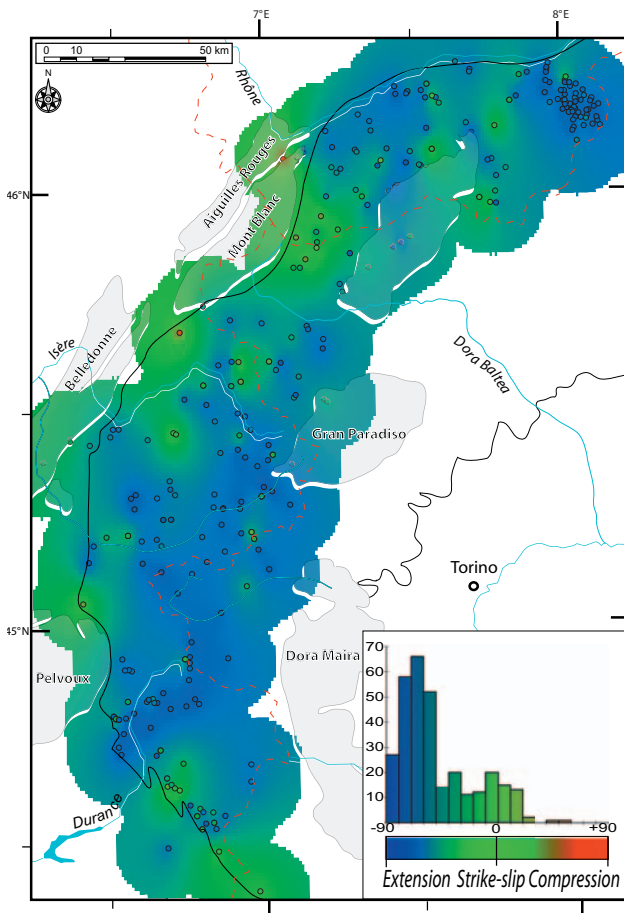 7°E
8°E
0 10 50 km
N
Rhône
46°N
Aiguilles Rouges
Mont Blanc
Isère
Belledonne
Dora Baltea
Gran Paradiso
Torino
45°N
Dora Maira
Pelvoux
Durance
70
60
50
40
30
20
10
-90 0 +90
Extension Strike-slip Compression